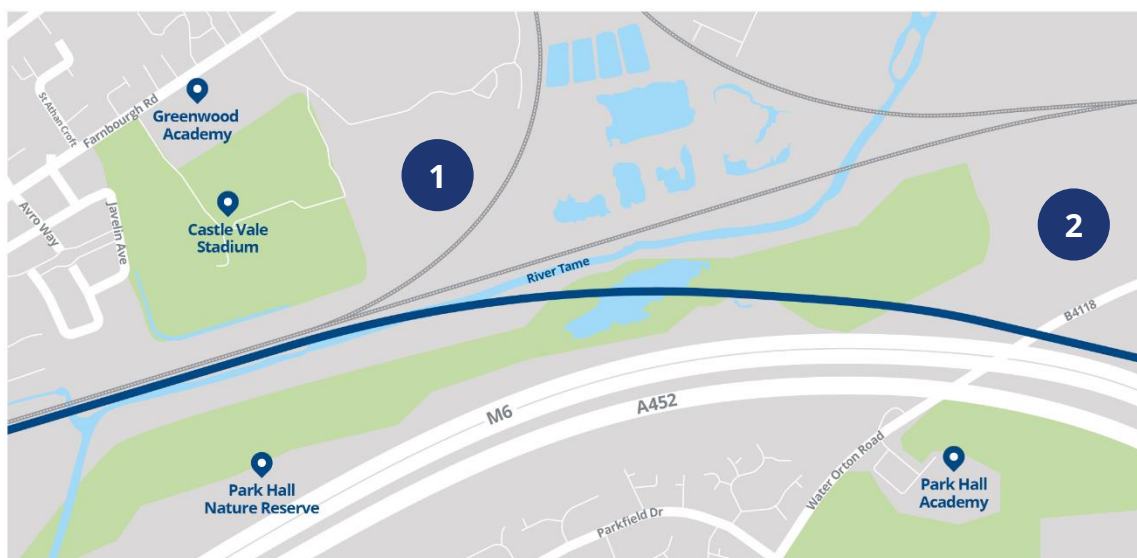 St Athan Croft
Farnbourgh Rd
Greenwood
Academy
1
Castle Vale
Stadium
Avro Way
Javelin Ave
2
River Tame
B4118
M6
A452
Water Orton Road
Park Hall
Nature Reserve
Park Hall
Academy
Parkfield Dr